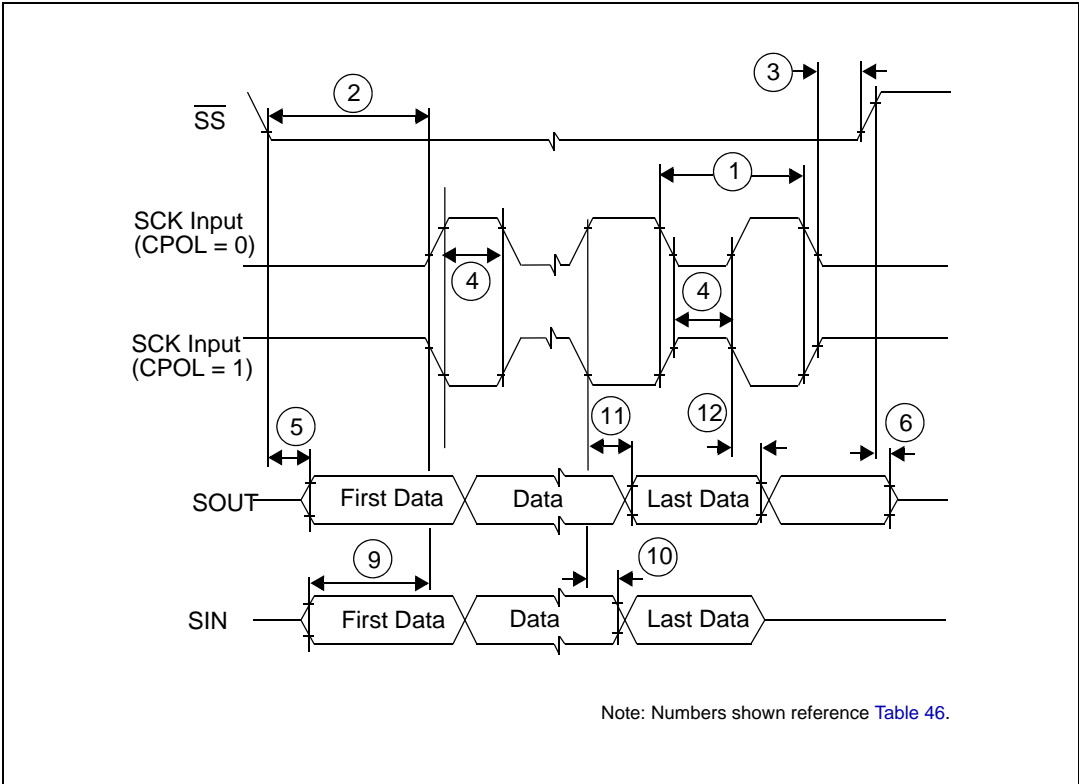 3
2
SS
1
SCK Input
(CPOL = 0)
4
4
SCK Input
(CPOL = 1)
11
12
5
6
SOUT
First Data
Data
Last Data
9
10
SIN
First Data
Data
Last Data
Note: Numbers shown reference Table 46.